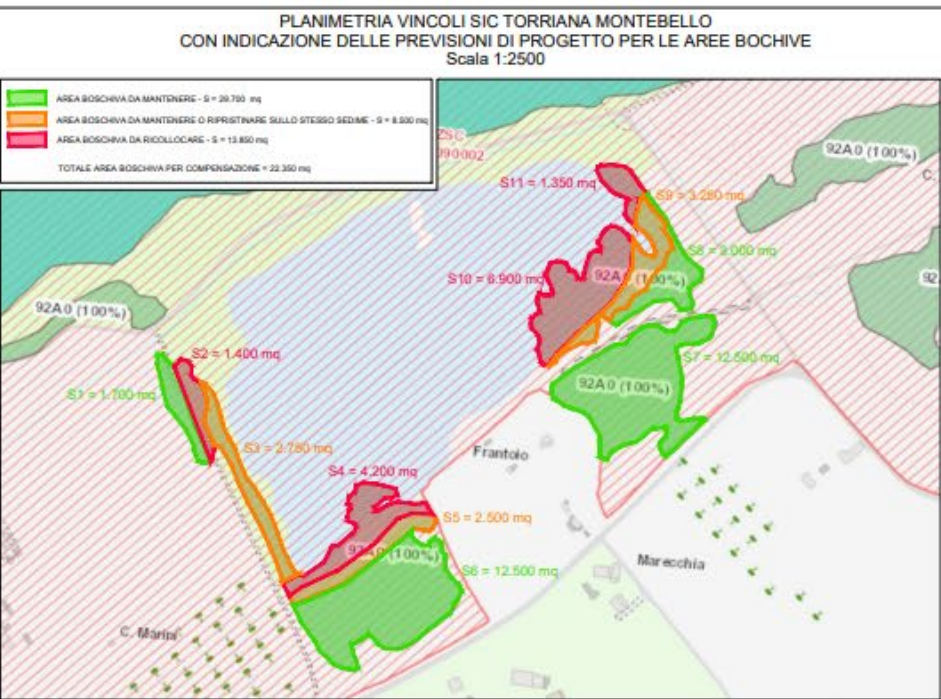 PLANIMETRIA VINCOLI SIC TORRIANA MONTEBELLO
CON INDICAZIONE DELLE PREVISIONI DI PROGETTO PER LE AREE BOCHIVE
Scala 1:2500
AREA BOSCHIVA DA MANTENERE - S = 29.700 mq
AREA BOSCHIVA DA MANTENERE O RIPRISTINARE SULLO STESSO SEDIME - S = 8.500 mq
AREA BOSCHIVA DA RICOLLOCARE - S = 13.850 mq
TOTALE AREA BOSCHIVA PER COMPENSAZIONE = 22.350 mq
ZSC
92A0 (100%)
C.
S11 = 1.350 mq
S9 = 3.250 mq
S8 = 3.000 mq
S10 = 6.900 mq
92A0 (100%)
92
92A0 (100%)
S2 = 1.400 mq
S7 = 12.500 mq
S1 = 1.700 mq
92A0 (100%)
S3 = 2.750 mq
Frantoio
S4 = 4.200 mq
S5 = 2.500 mq
92A0 (100%)
S6 = 12.500 mq
Marecchia
C. Marini